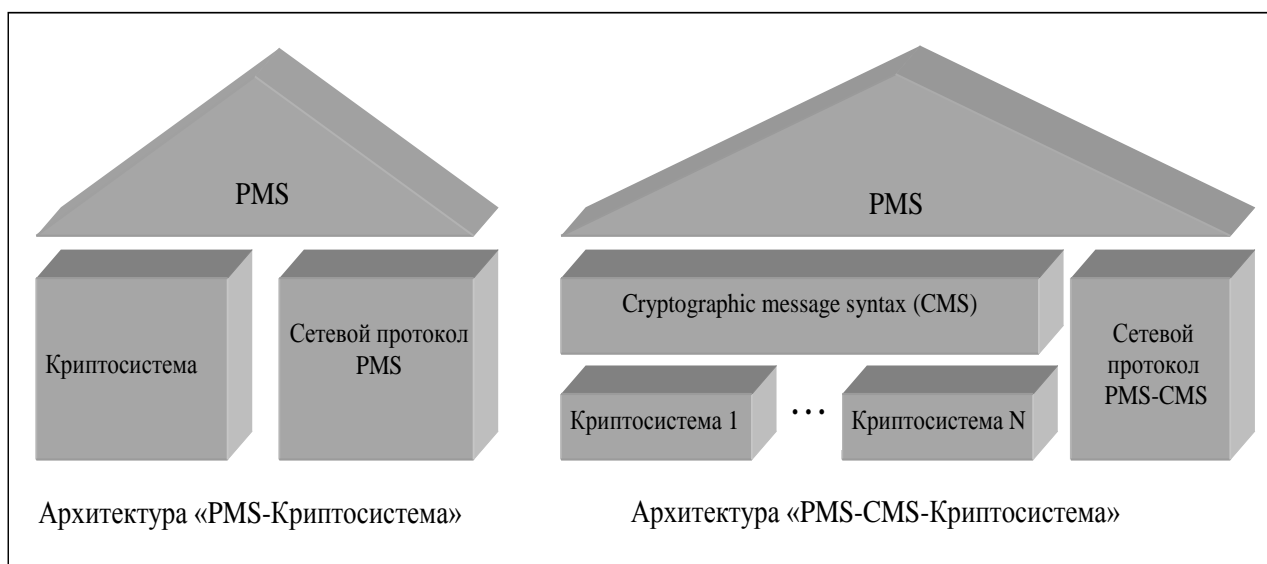 PMS
Криптосистема
Сетевой протокол
PMS
Архитектура «PMS-Криптосистема»
PMS
Cryptographic message syntax (CMS)
Криптосистема 1
...
Криптосистема N
Сетевой
протокол
PMS-CMS
Архитектура «PMS-CMS-Криптосистема»